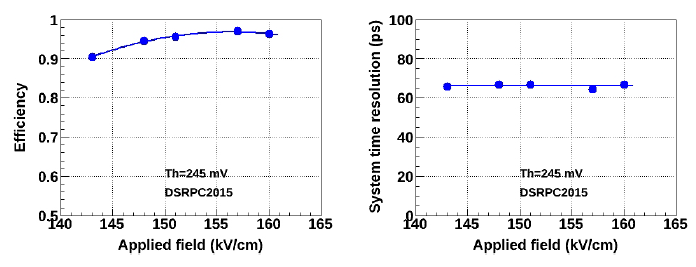 1
0.9
0.8
0.7
0.6
0.5
Efficiency
Th=245 mV
DSRPC2015
140 145 150 155 160 165
Applied field (kV/cm)
100
80
60
40
20
0
System time resolution (ps)
Th=245 mV
DSRPC2015
140 145 150 155 160 165
Applied field (kV/cm)